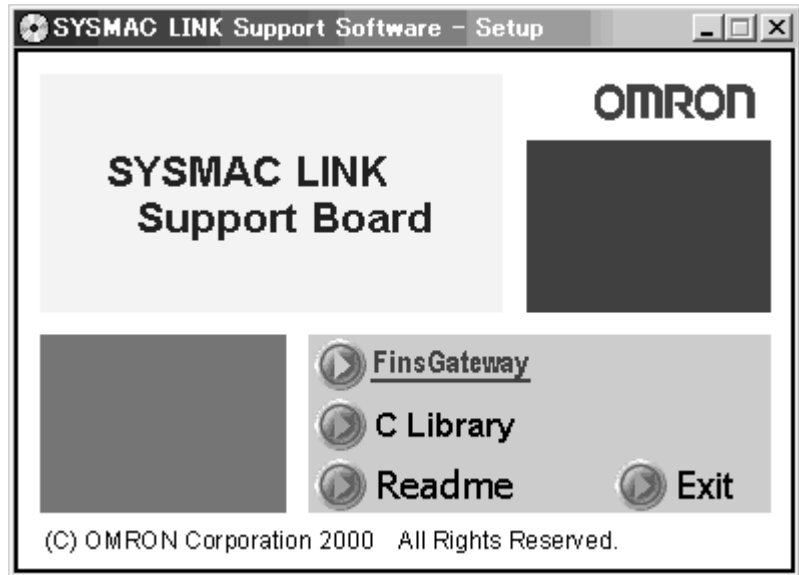 SYSMAC LINK Support Software - Setup
OMRON
SYSMAC LINK
Support Board
FinsGateway
C Library
Readme
Exit
(C) OMRON Corporation 2000 All Rights Reserved.